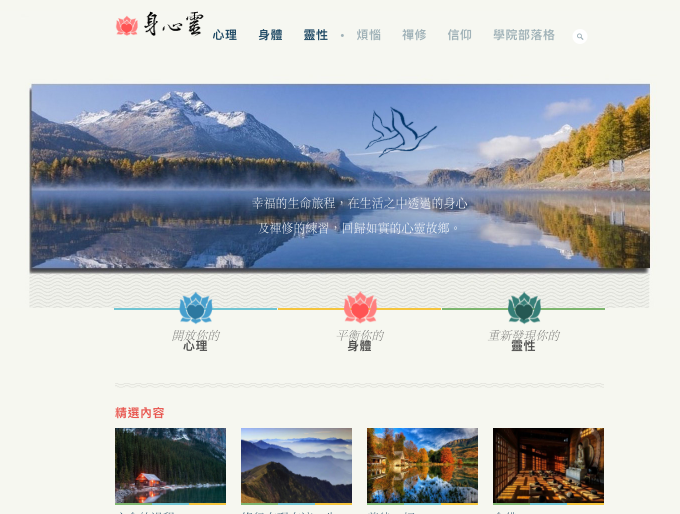 身心靈
心理 身體 靈性 • 煩惱 禪修 信仰 學院部落格
幸福的生命旅程，在生活之中透過的身心
及禪修的練習，回歸如實的心靈故鄉。
開放你的 平衡你的 重新發現你的
心理 身體 靈性
精選內容